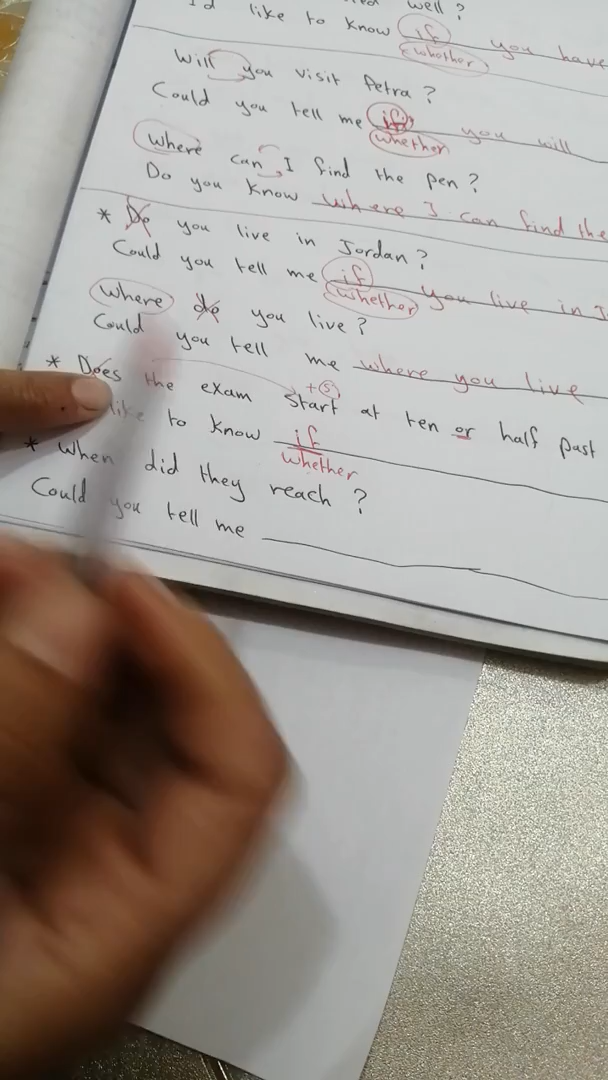 well ?
I'd like to know if you have
whether
Will you visit Petra ?
Could you tell me if you will
whether
Where can I find the pen ?
Do you know where I can find the
* Do you live in Jordan ?
Could you tell me if you live in
whether
Where do you live ?
Could you tell me where you live
* Does the exam start +(s) at ten or half past
like to know if
whether
* When did they reach ?
Could you tell me